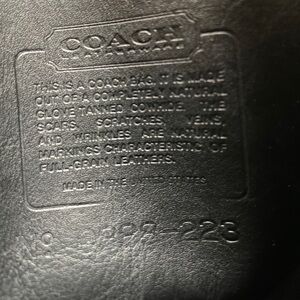 COACH
LEATHERWARE
THIS IS A COACH BAG. IT IS MADE
OUT OF A COMPLETELY NATURAL
GLOVE TANNED COWHIDE. THE
SCARS, SCRATCHES, VEINS
AND WRINKLES ARE NATURAL
MARKINGS CHARACTERISTIC OF
FULL-GRAIN LEATHERS.
MADE IN THE UNITED STATES
-223